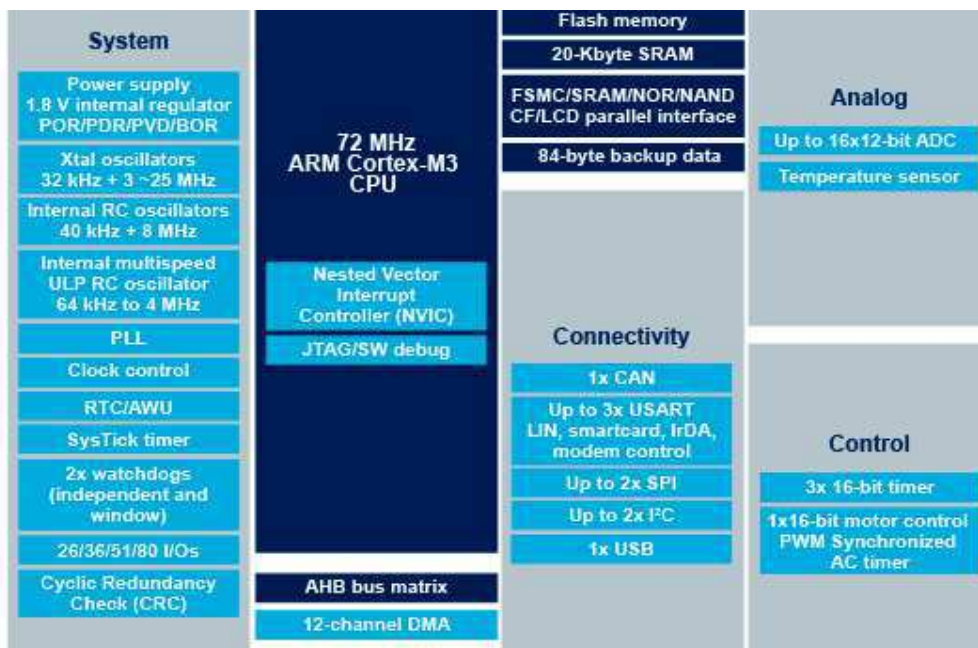 System
Power supply
1.8 V internal regulator
POR/PDR/PVD/BOR
Xtal oscillators
32 kHz + 3 ~25 MHz
Internal RC oscillators
40 kHz + 8 MHz
Internal multispeed
ULP RC oscillator
64 kHz to 4 MHz
PLL
Clock control
RTC/AWU
SysTick timer
2x watchdogs
(independent and
window)
26/36/51/80 I/Os
Cyclic Redundancy
Check (CRC)
72 MHz
ARM Cortex-M3
CPU
Nested Vector
Interrupt
Controller (NVIC)
JTAG/SW debug
AHB bus matrix
12-channel DMA
Flash memory
20-Kbyte SRAM
FSMC/SRAM/NOR/NAND
CF/LCD parallel interface
84-byte backup data
Connectivity
1x CAN
Up to 3x USART
LIN, smartcard, IrDA,
modem control
Up to 2x SPI
Up to 2x I²C
1x USB
Analog
Up to 16x12-bit ADC
Temperature sensor
Control
3x 16-bit timer
1x16-bit motor control
PWM Synchronized
AC timer